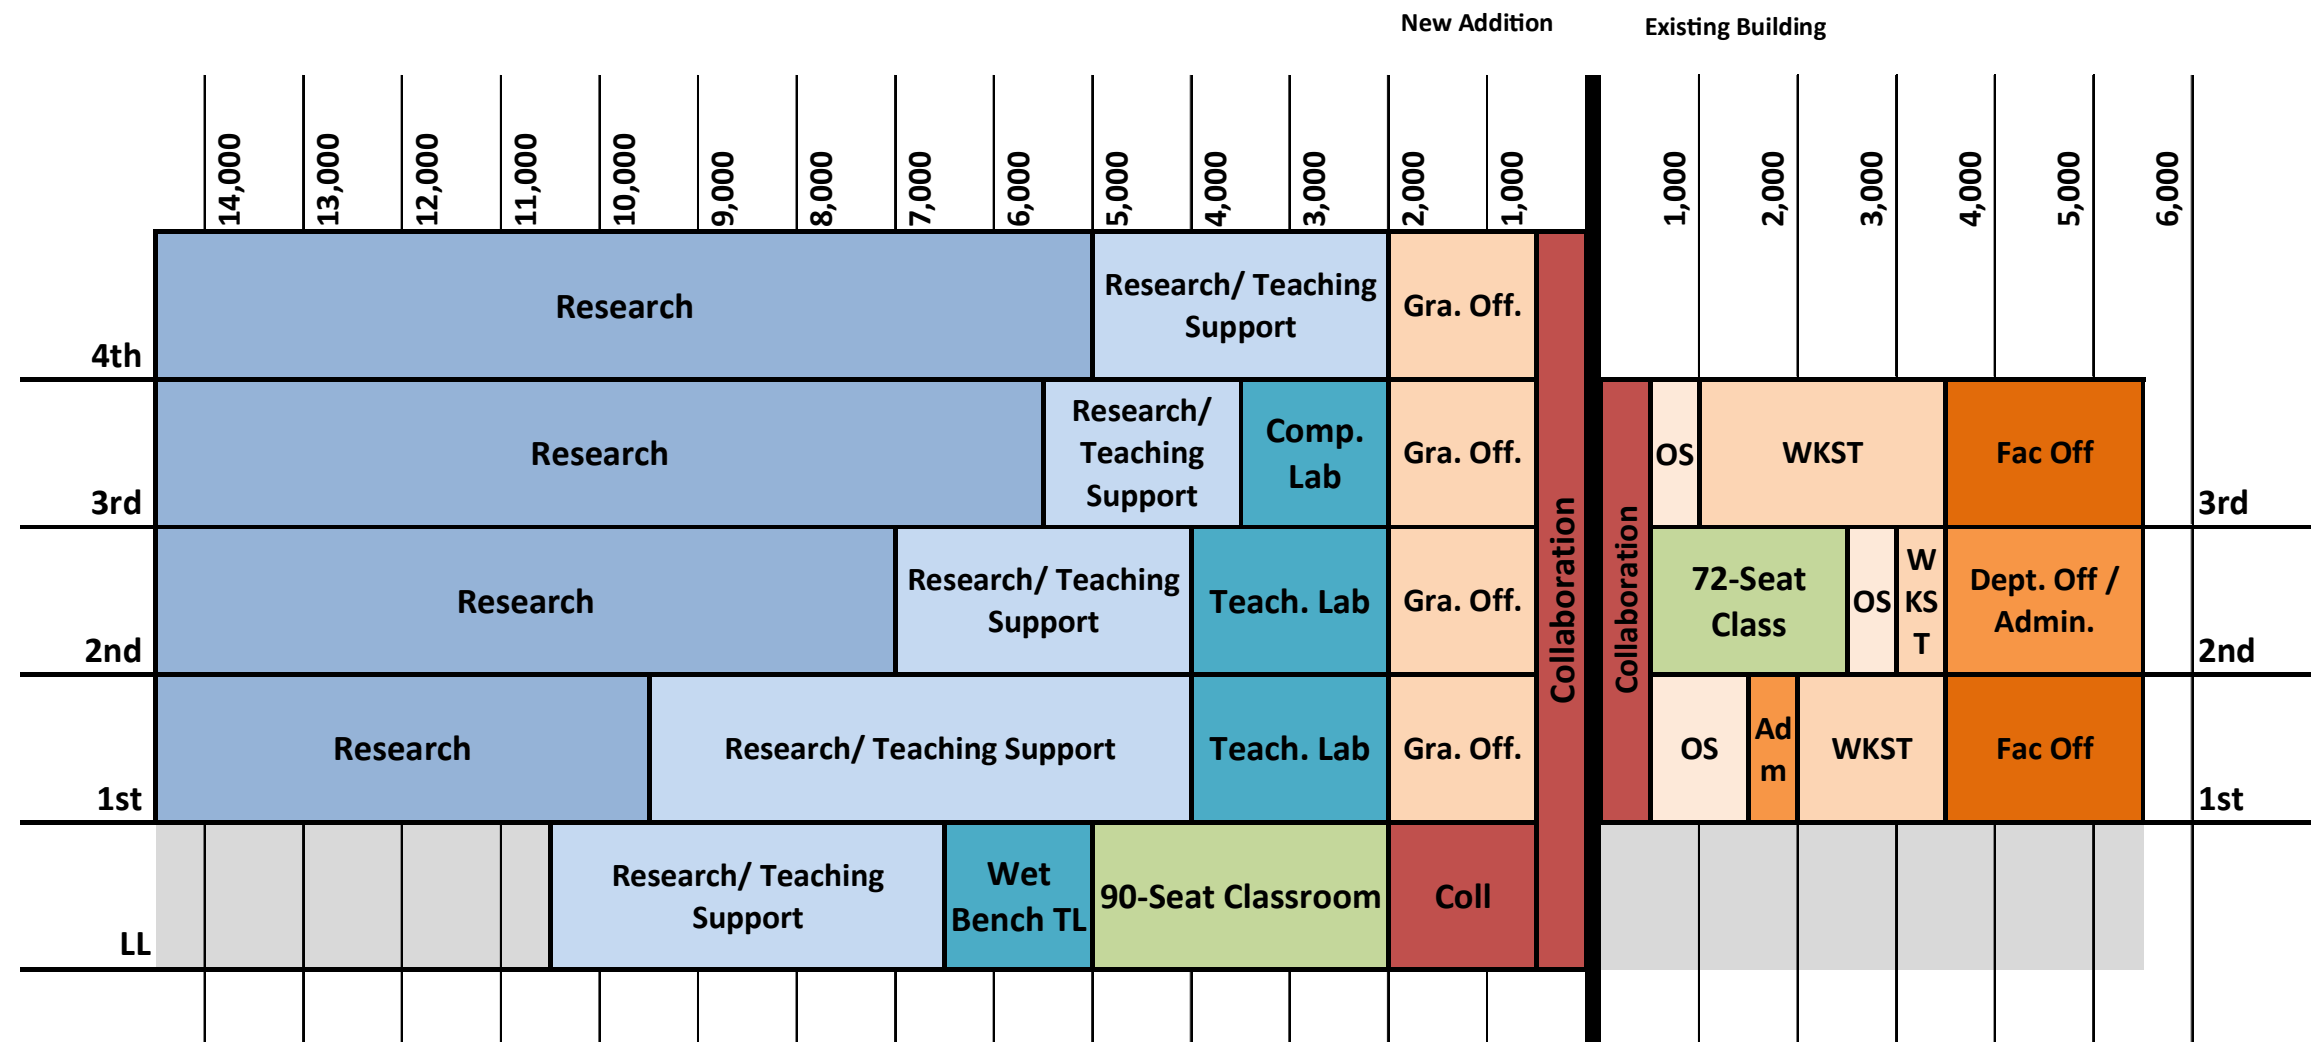 New Addition
Existing Building
14,000
13,000
12,000
11,000
10,000
9,000
8,000
7,000
6,000
5,000
4,000
3,000
2,000
1,000
1,000
2,000
3,000
4,000
5,000
6,000
4th
Research
Research/ Teaching
Support
Gra. Off.
3rd
Research
Research/
Teaching
Support
Comp.
Lab
Gra. Off.
Collaboration
Collaboration
OS
WKST
Fac Off
3rd
2nd
Research
Research/ Teaching
Support
Teach. Lab
Gra. Off.
72-Seat
Class
OS
W
KS
T
Dept. Off /
Admin.
2nd
1st
Research
Research/ Teaching Support
Teach. Lab
Gra. Off.
OS
Ad
m
WKST
Fac Off
1st
LL
Research/ Teaching
Support
Wet
Bench TL
90-Seat Classroom
Coll